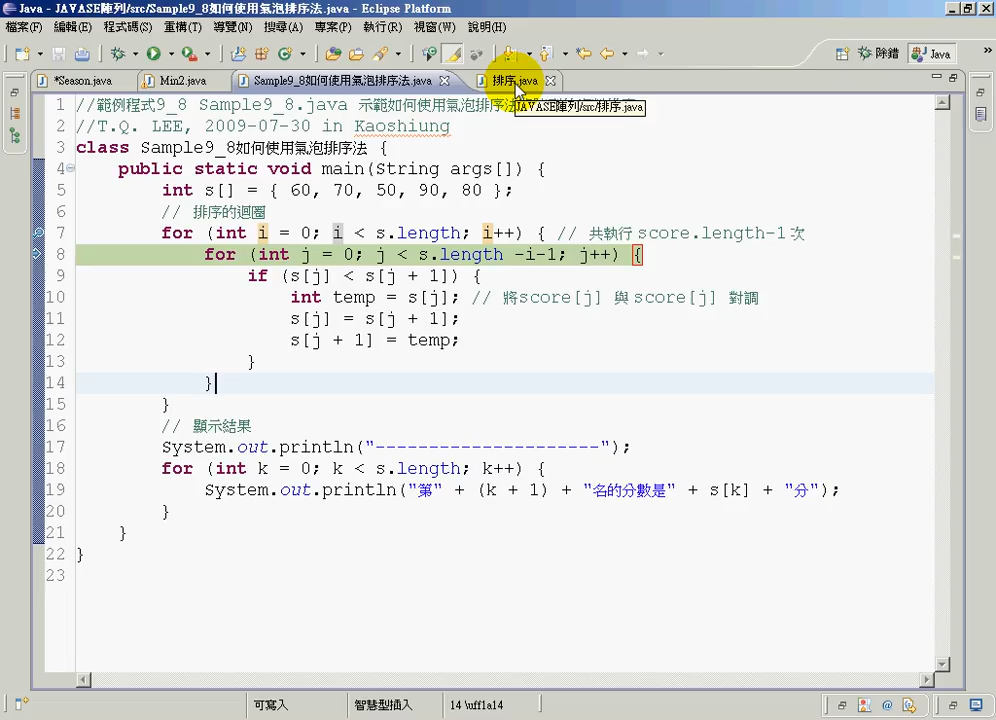 Java - JAVASE陣列/src/Sample9_8如何使用氣泡排序法.java - Eclipse Platform
檔案(F) 編輯(E) 程式碼(S) 重構(T) 導覽(N) 搜尋(A) 專案(P) 執行(R) 視窗(W) 說明(H)
除錯 Java
*Season.java Min2.java Sample9_8如何使用氣泡排序法.java 排序.java
JAVASE陣列/src/排序.java
1 //範例程式9_8 Sample9_8.java 示範如何使用氣泡排序法
2 //T.Q. LEE, 2009-07-30 in Kaoshiung
3 class Sample9_8如何使用氣泡排序法 {
4 public static void main(String args[]) {
5 int s[] = { 60, 70, 50, 90, 80 };
6 // 排序的迴圈
7 for (int i = 0; i < s.length; i++) { // 共執行 score.length-1 次
8 for (int j = 0; j < s.length -i-1; j++) {
9 if (s[j] < s[j + 1]) {
10 int temp = s[j]; // 將score[j] 與 score[j] 對調
11 s[j] = s[j + 1];
12 s[j + 1] = temp;
13 }
14 }
15 }
16 // 顯示結果
17 System.out.println("---------------------");
18 for (int k = 0; k < s.length; k++) {
19 System.out.println("第" + (k + 1) + "名的分數是" + s[k] + "分");
20 }
21 }
22 }
23
可寫入 智慧型插入 14 \uff1a14